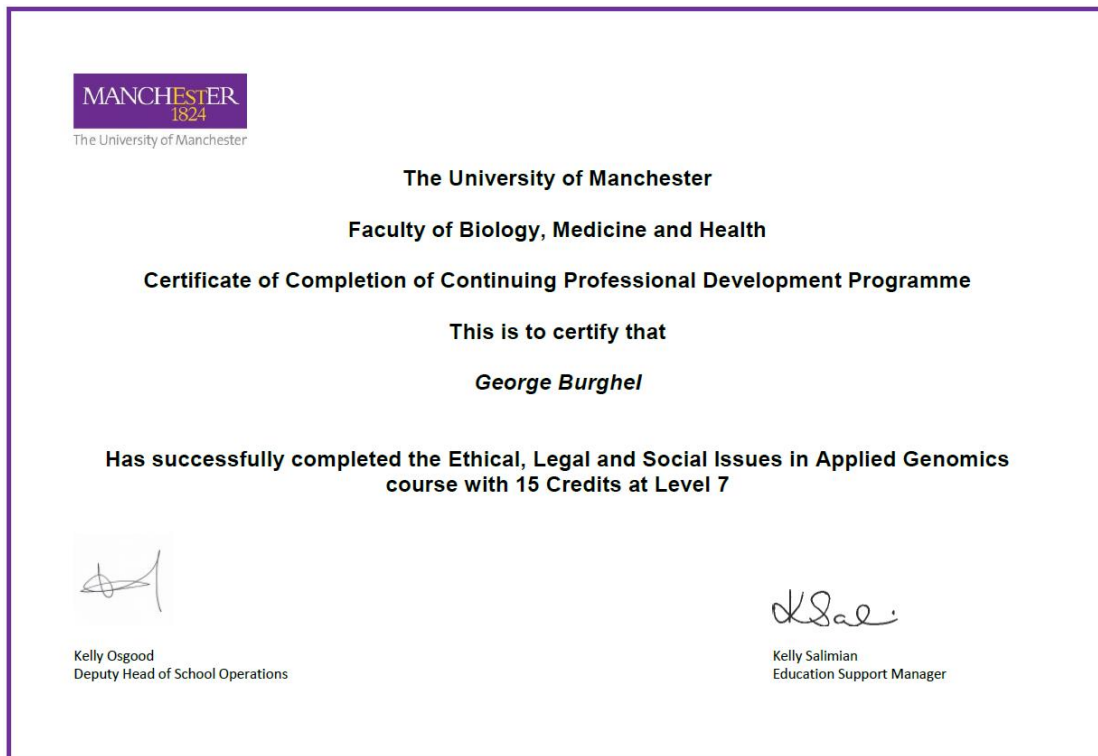 MANCHESTER
1824
The University of Manchester
The University of Manchester
Faculty of Biology, Medicine and Health
Certificate of Completion of Continuing Professional Development Programme
This is to certify that
George Burghel
Has successfully completed the Ethical, Legal and Social Issues in Applied Genomics
course with 15 Credits at Level 7
KSali
Kelly Osgood
Deputy Head of School Operations
Kelly Salimian
Education Support Manager